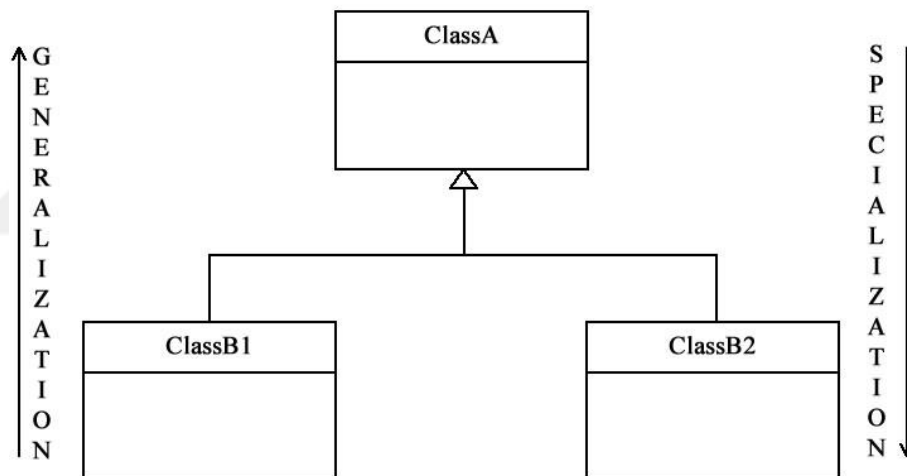 ClassA
GENERALIZATION
SPECIALIZATION
ClassB1
ClassB2